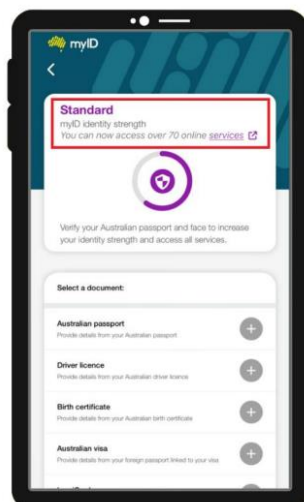 myID
Standard
myID identity strength
You can now access over 70 online services
Verify your Australian passport and face to increase
your identity strength and access all services.
Select a document:
Australian passport
Provide details from your Australian passport
Driver licence
Provide details from your Australian driver licence
Birth certificate
Provide details from your Australian birth certificate
Australian visa
Provide details from your foreign passport linked to your visa